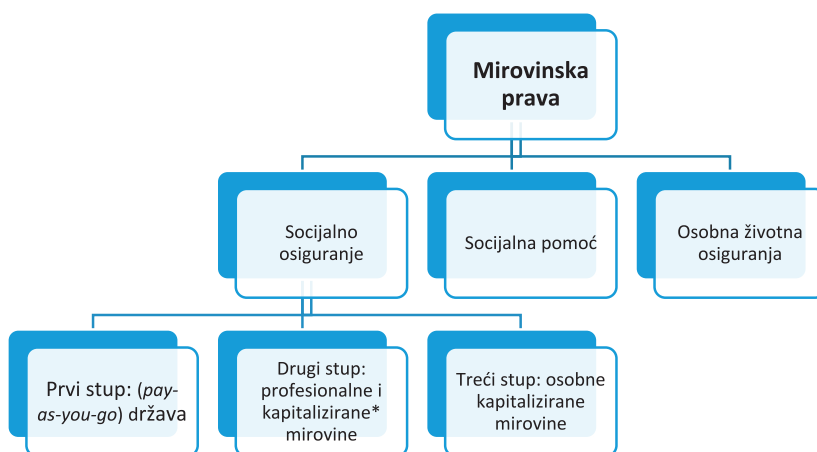 Mirovinska
prava
Socijalno
osiguranje
Socijalna pomoć
Osobna životna
osiguranja
Prvi stup: (pay-
as-you-go) država
Drugi stup:
profesionalne i
kapitalizirane*
mirovine
Treći stup: osobne
kapitalizirane
mirovine